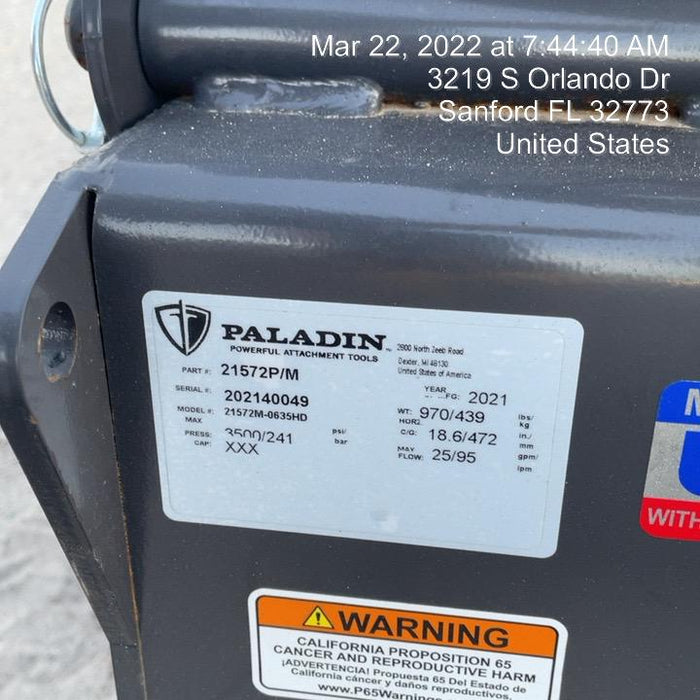 Mar 22, 2022 at 7:44:40 AM
3219 S Orlando Dr
Sanford FL 32773
United States
PALADIN
POWERFUL ATTACHMENT TOOLS
2800 North Zeeb Road
Dexter, MI 48130
United States of America
PART #: 21572P/M
SERIAL #: 202140049
MODEL #: 21572M-0635HD
MAX
PRESS: 3500/241 psi/ bar
CAP: XXX
YEAR FG: 2021
WT: 970/439 lbs/ kg
HORZ
C/G: 18.6/472 in./ mm
MAX
FLOW: 25/95 gpm/ lpm
M
WITH
WARNING
CALIFORNIA PROPOSITION 65
CANCER AND REPRODUCTIVE HARM
¡ADVERTENCIA! Propuesta 65 Del Estado de
California cáncer y daños reproductivos.
www.P65Warnings